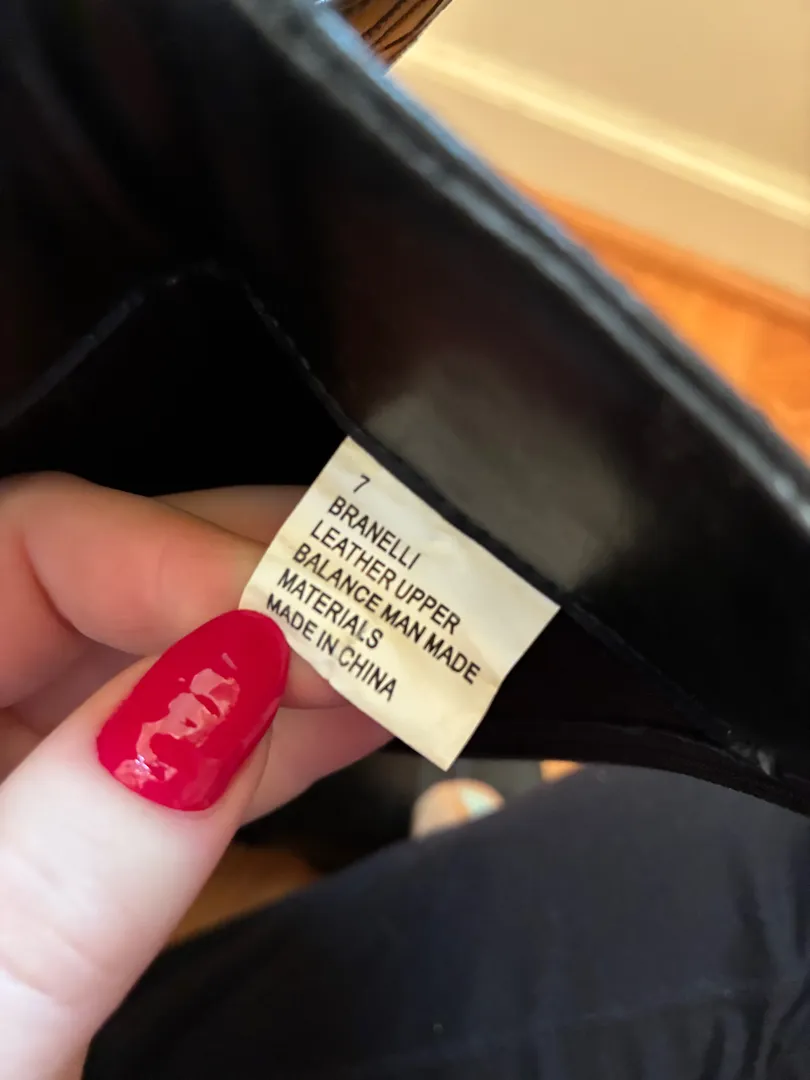 7
BRANELLI
LEATHER UPPER
BALANCE MAN MADE
MATERIALS
MADE IN CHINA